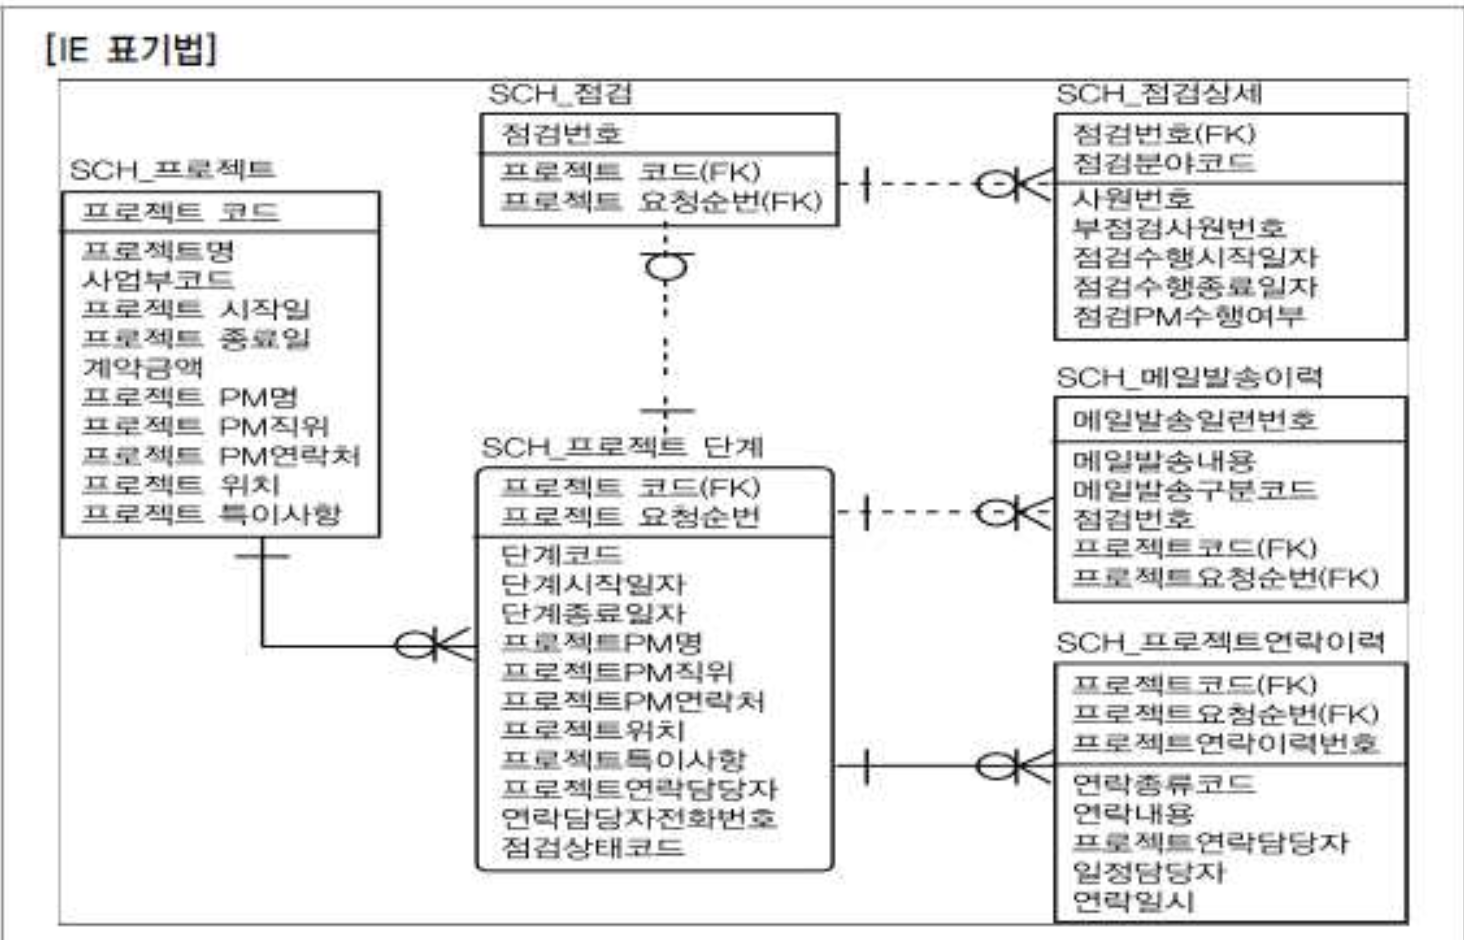 [IE 표기법]
SCH_프로젝트
프로젝트 코드
프로젝트명
사업부코드
프로젝트 시작일
프로젝트 종료일
계약금액
프로젝트 PM명
프로젝트 PM직위
프로젝트 PM연락처
프로젝트 위치
프로젝트 특이사항
SCH_점검
점검번호
프로젝트 코드(FK)
프로젝트 요청순번(FK)
SCH_프로젝트 단계
프로젝트 코드(FK)
프로젝트 요청순번
단계코드
단계시작일자
단계종료일자
프로젝트PM명
프로젝트PM직위
프로젝트PM연락처
프로젝트위치
프로젝트특이사항
프로젝트연락담당자
연락담당자전화번호
점검상태코드
SCH_점검상세
점검번호(FK)
점검분야코드
사원번호
부점검사원번호
점검수행시작일자
점검수행종료일자
점검PM수행여부
SCH_메일발송이력
메일발송일련번호
메일발송내용
메일발송구분코드
점검번호
프로젝트코드(FK)
프로젝트요청순번(FK)
SCH_프로젝트연락이력
프로젝트코드(FK)
프로젝트요청순번(FK)
프로젝트연락이력번호
연락종류코드
연락내용
프로젝트연락담당자
일정담당자
연락일시